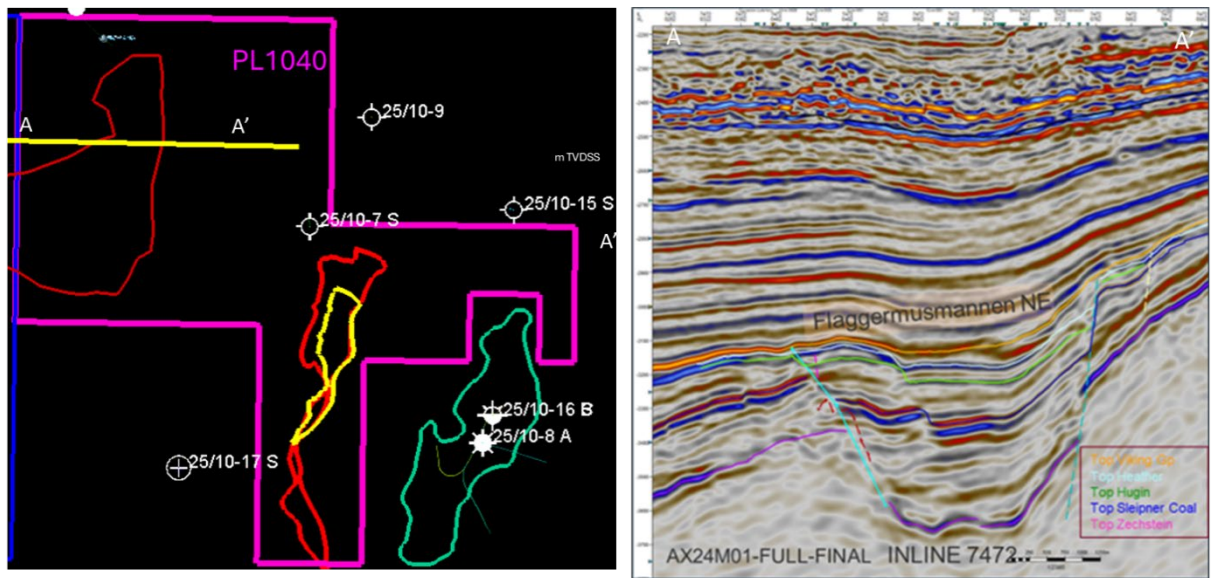 PL1040
25/10-9
A
A'
m TVDSS
25/10-15 S
25/10-7 S
A'
25/10-16 B
25/10-8 A
25/10-17 S
A
A'
Flaggermusmannen NE
Top Viking Gp
Top Heather
Top Hugin
Top Sleipner Coal
Top Zechstein
AX24M01-FULL-FINAL
INLINE 7472